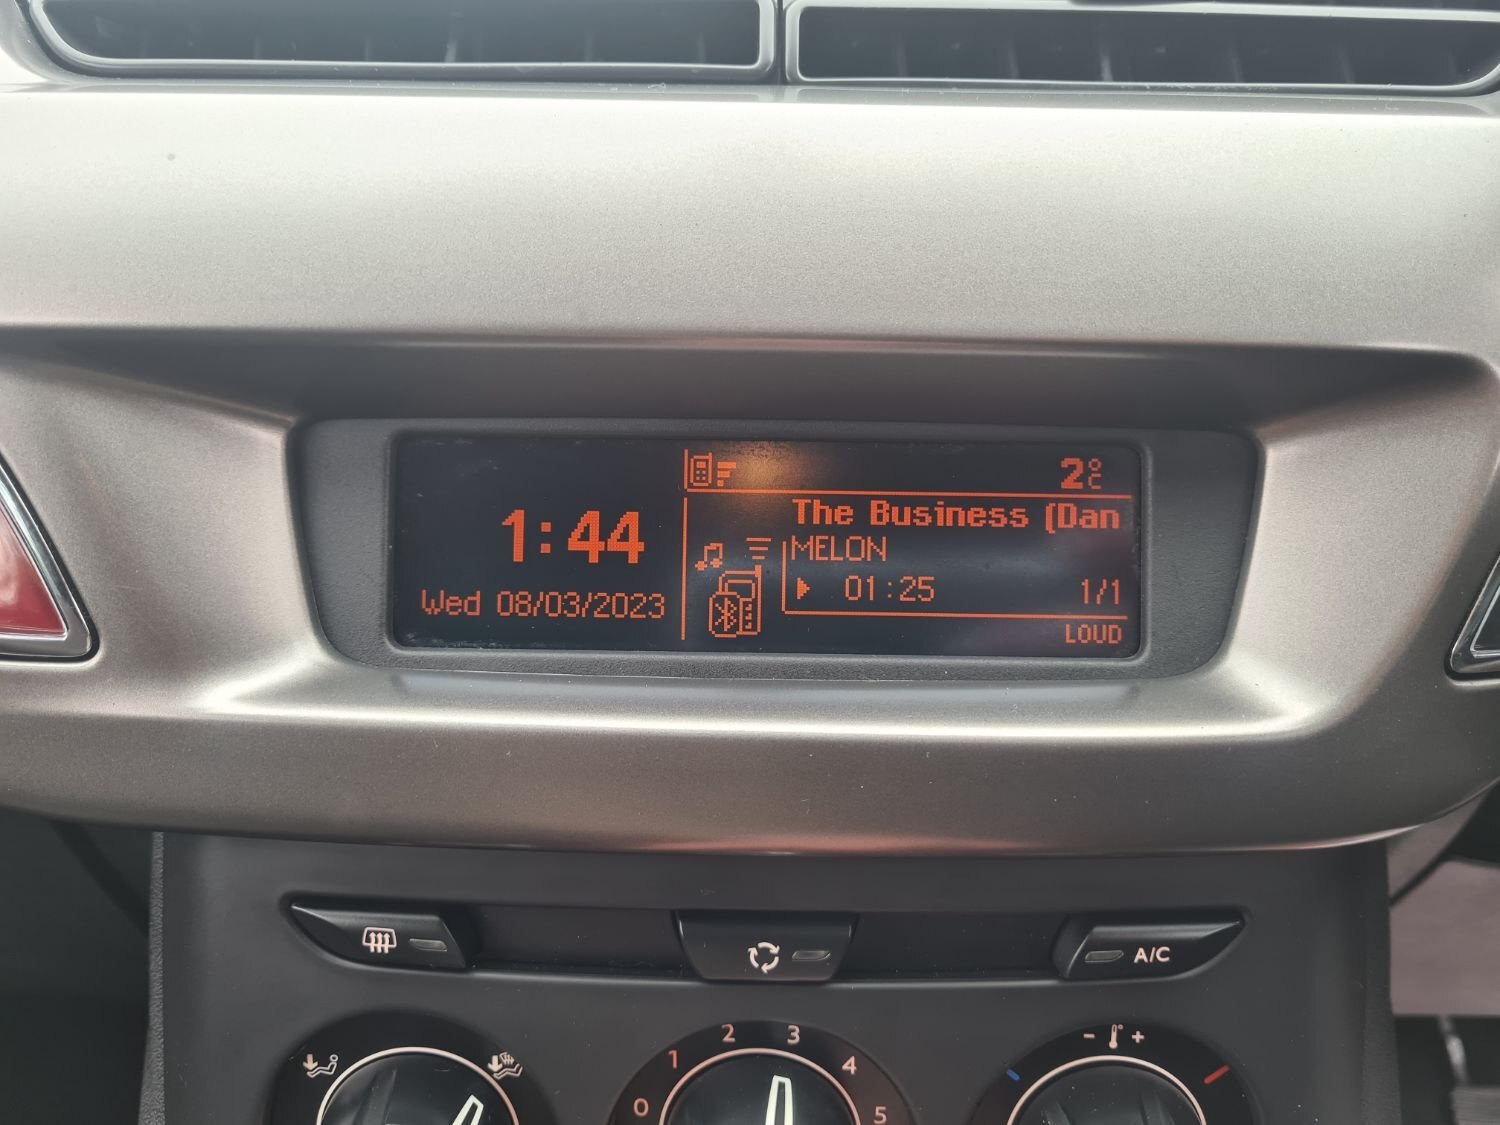 2°C
1:44
Wed 08/03/2023
The Business (Dan
MELON
01:25 1/1
LOUD
A/C
0 1 2 3 4 5
- +